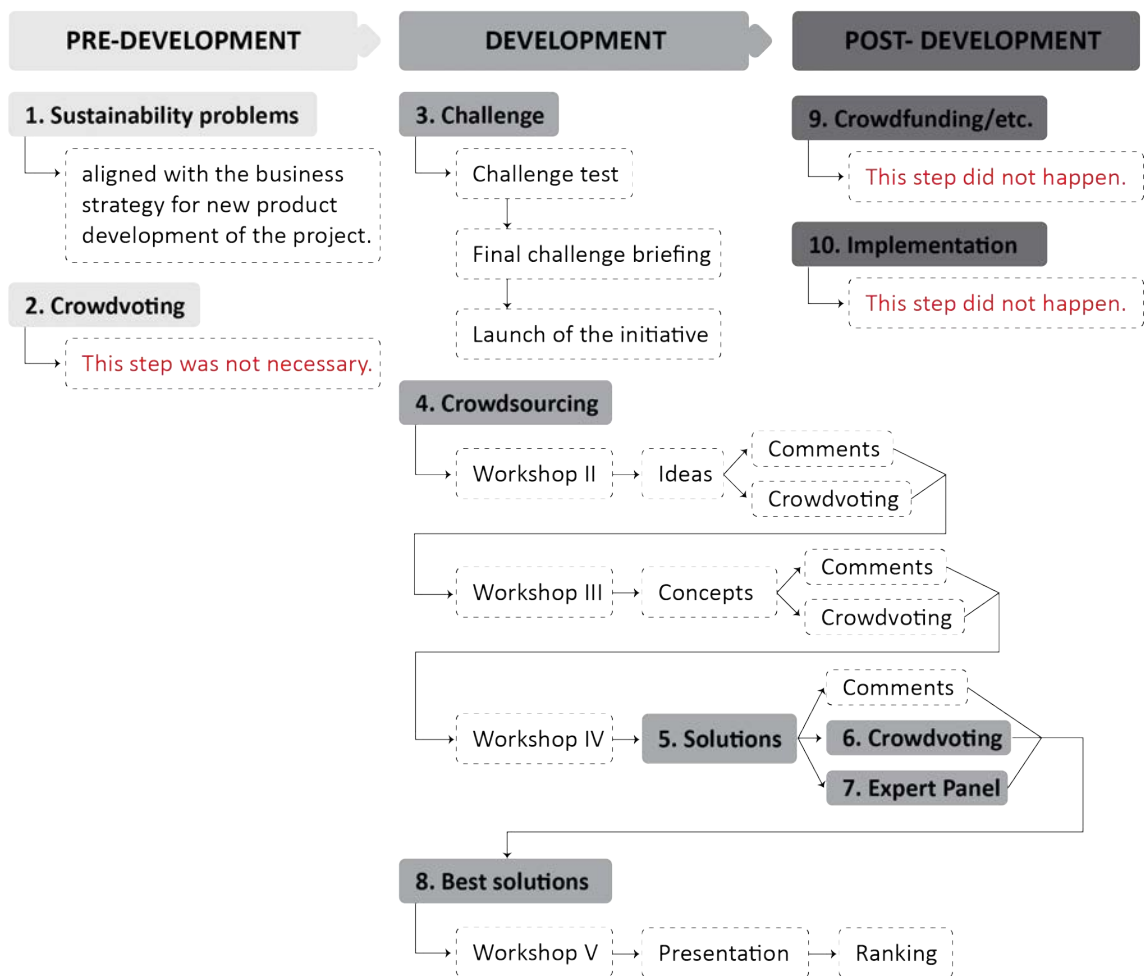 PRE-DEVELOPMENT
DEVELOPMENT
POST- DEVELOPMENT
1. Sustainability problems
aligned with the business
strategy for new product
development of the project.
2. Crowdvoting
This step was not necessary.
3. Challenge
Challenge test
Final challenge briefing
Launch of the initiative
4. Crowdsourcing
Workshop II
Ideas
Comments
Crowdvoting
Workshop III
Concepts
Comments
Crowdvoting
Workshop IV
5. Solutions
Comments
6. Crowdvoting
7. Expert Panel
8. Best solutions
Workshop V
Presentation
Ranking
9. Crowdfunding/etc.
This step did not happen.
10. Implementation
This step did not happen.